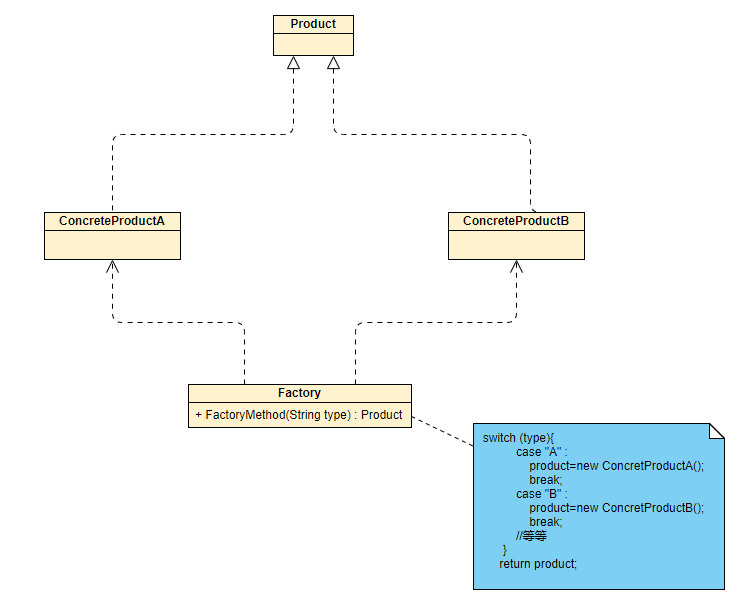 Product
ConcreteProductA
ConcreteProductB
Factory
+ FactoryMethod(String type) : Product
switch (type){
case "A" :
product=new ConcretProductA();
break;
case "B" :
product=new ConcretProductB();
break;
//等等
}
return product;